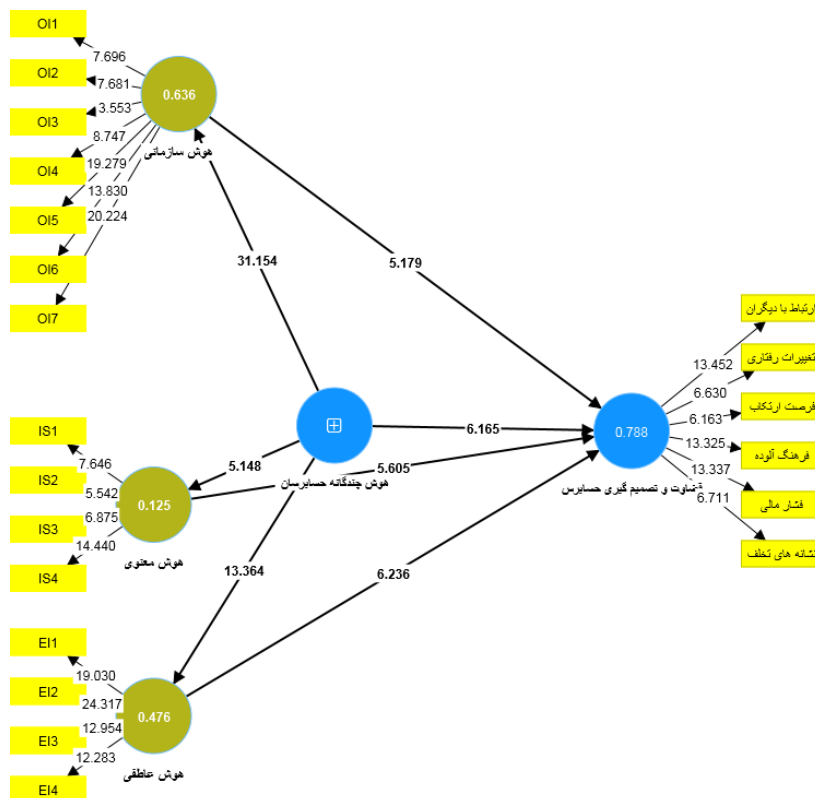 OI1
7.696
OI2
7.681
OI3
3.553
OI4
8.747
OI5
19.279
OI6
13.830
OI7
20.224
0.636
هوش سازمانی
31.154
5.179
ارتباط با دیگران
13.452
تغییرات رفتاری
6.630
فرصت ارتکاب
6.163
فرهنگ آلوده
13.325
فشار مالی
13.337
نشانه های تخلف
6.711
0.788
قضاوت و تصمیم گیری حسابرس
6.165
هوش چندگانه حسابرسان
5.148
5.605
IS1
7.646
IS2
5.542
IS3
6.875
IS4
14.440
0.125
هوش معنوی
13.364
6.236
EI1
19.030
EI2
24.317
EI3
12.954
EI4
12.283
0.476
هوش عاطفی